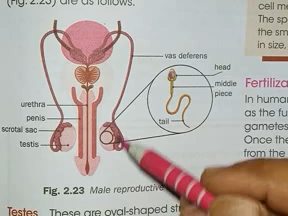 (Fig. 2.23) are as follows.
vas deferens
head
middle
piece
tail
urethra
penis
scrotal sac
testis
Fig. 2.23 Male reproductive
Testes These are oval-shaped
cell me
The sp
the sm
in size,
Fertiliza
In human
as the fu
gametes
Once the
from the